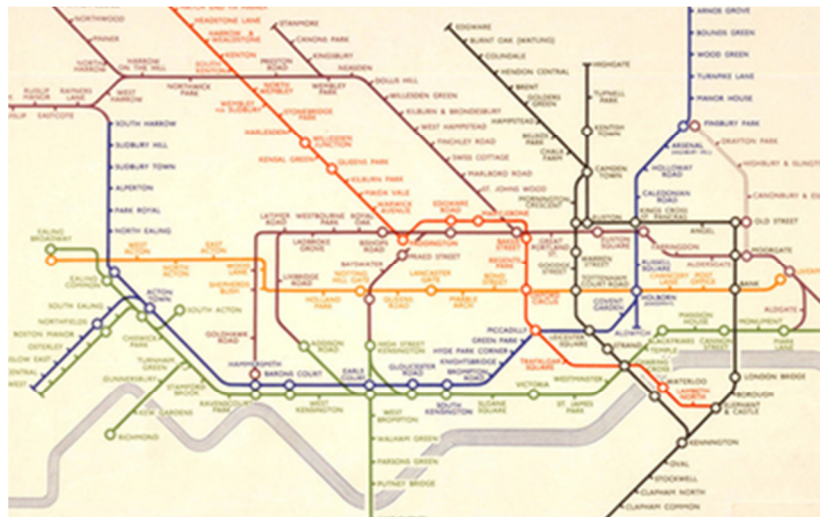 NORTHWOOD
PINNER
NORTH
HARROW
HARROW
ON THE HILL
RUISLIP
MANOR
RAYNERS
LANE
EASTCOTE
WEST
HARROW
HEADSTONE LANE
HARROW &
WEALDSTONE
KENTON
SOUTH
KENTON
NORTHWICK
PARK
PRESTON
ROAD
NORTH
WEMBLEY
WEMBLEY
PARK
STANMORE
CANONS PARK
KINGSBURY
NEASDEN
DOLLIS HILL
WILLESDEN GREEN
KILBURN & BRONDESBURY
WEST HAMPSTEAD
FINCHLEY ROAD
SWISS COTTAGE
MARLBORO ROAD
ST. JOHNS WOOD
WEMBLEY
FOR SUDBURY
STONEBRIDGE
PARK
HARLESDEN
WILLESDEN
JUNCTION
KENSAL GREEN
QUEENS PARK
KILBURN PARK
MAIDA VALE
WARWICK
AVENUE
PADDINGTON
EDGWARE
ROAD
MARYLEBONE
BAKER
STREET
REGENTS
PARK
EDGWARE
BURNT OAK (WATLING)
COLINDALE
HENDON CENTRAL
BRENT
GOLDERS
GREEN
HAMPSTEAD
BELSIZE
PARK
CHALK
FARM
HIGHGATE
TUFNELL
PARK
KENTISH
TOWN
CAMDEN
TOWN
MORNINGTON
CRESCENT
EUSTON
ARNOS GROVE
BOUNDS GREEN
WOOD GREEN
TURNPIKE LANE
MANOR HOUSE
FINSBURY PARK
ARSENAL
HOLLOWAY
ROAD
CALEDONIAN
ROAD
KINGS CROSS
ST. PANCRAS
DRAYTON PARK
ANGEL
OLD STREET
MOORGATE
FARRINGDON
ALDERSGATE
BANK
ALDGATE
SOUTH HARROW
SUDBURY HILL
SUDBURY TOWN
ALPERTON
PARK ROYAL
NORTH EALING
EALING
BROADWAY
WEST
ACTON
EAST
ACTON
NORTH
ACTON
WOOD
LANE
SHEPHERDS
BUSH
EALING
COMMON
SOUTH EALING
NORTHFIELDS
BOSTON MANOR
OSTERLEY
ACTON
TOWN
SOUTH ACTON
CHISWICK
PARK
TURNHAM
GREEN
STAMFORD
BROOK
GUNNERSBURY
KEW GARDENS
RICHMOND
RAVENSCOURT
PARK
LATIMER
ROAD
WESTBOURNE
PARK
ROYAL
OAK
LADBROKE
GROVE
BISHOPS
ROAD
PRAED STREET
BAYSWATER
UXBRIDGE
ROAD
HOLLAND
PARK
NOTTING
HILL GATE
QUEENS
ROAD
LANCASTER
GATE
MARBLE
ARCH
BOND
STREET
GOLDHAWK
ROAD
HAMMERSMITH
ADDISON
ROAD
HIGH STREET
KENSINGTON
BARONS COURT
WEST
KENSINGTON
EARLS
COURT
GLOUCESTER
ROAD
SOUTH
KENSINGTON
KNIGHTSBRIDGE
BROMPTON
ROAD
HYDE PARK CORNER
GREEN PARK
PICCADILLY
SLOANE
SQUARE
VICTORIA
ST. JAMES
PARK
WESTMINSTER
WEST
BROMPTON
WALHAM GREEN
PARSONS GREEN
PUTNEY BRIDGE
GREAT
PORTLAND
ST.
EUSTON
SQUARE
WARREN
STREET
GOODGE
STREET
TOTTENHAM
COURT ROAD
RUSSELL
SQUARE
CHANCERY
LANE
POST
OFFICE
COVENT
GARDEN
HOLBORN
ALDWYCH
LEICESTER
SQUARE
STRAND
TRAFALGAR
SQUARE
CHARING
CROSS
TEMPLE
BLACKFRIARS
MANSION
HOUSE
CANNON
STREET
MONUMENT
MARK
LANE
WATERLOO
LAMBETH
NORTH
LONDON BRIDGE
BOROUGH
ELEPHANT
& CASTLE
KENNINGTON
OVAL
STOCKWELL
CLAPHAM NORTH
CLAPHAM COMMON